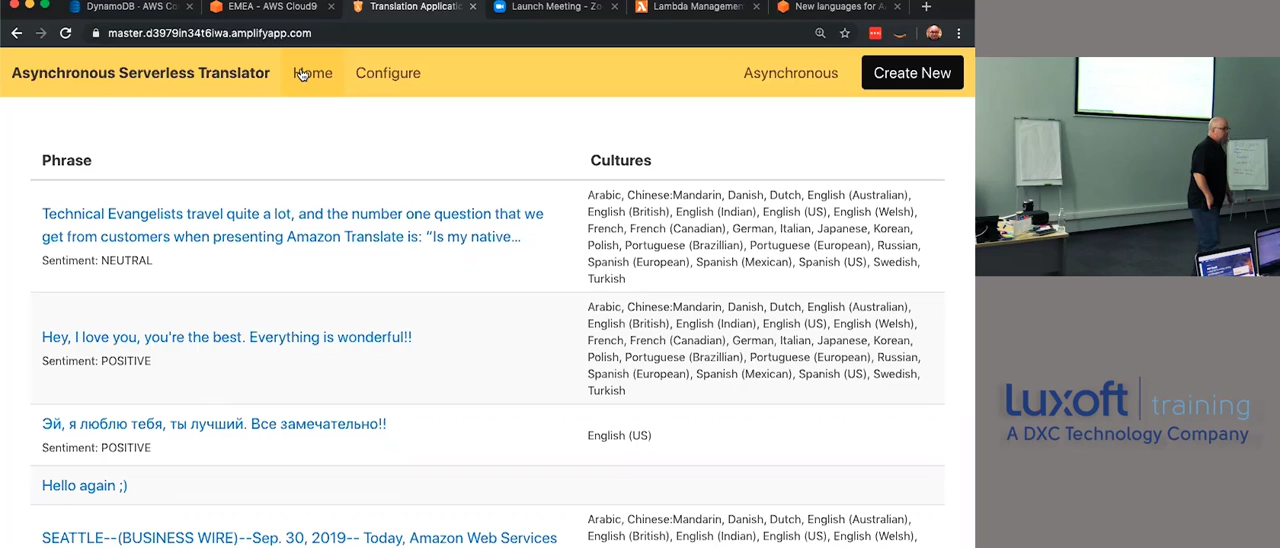 DynamoDB - AWS Co
EMEA - AWS Cloud9
Translation Applicatio
Launch Meeting - Zo
Lambda Manageme
New languages for A
master.d3979in34t6iwa.amplifyapp.com
Asynchronous Serverless Translator
Home
Configure
Asynchronous
Create New
Phrase
Cultures
Technical Evangelists travel quite a lot, and the number one question that we
get from customers when presenting Amazon Translate is: “Is my native...
Sentiment: NEUTRAL
Arabic, Chinese:Mandarin, Danish, Dutch, English (Australian),
English (British), English (Indian), English (US), English (Welsh),
French, French (Canadian), German, Italian, Japanese, Korean,
Polish, Portuguese (Brazillian), Portuguese (European), Russian,
Spanish (European), Spanish (Mexican), Spanish (US), Swedish,
Turkish
Hey, I love you, you're the best. Everything is wonderful!!
Sentiment: POSITIVE
Arabic, Chinese:Mandarin, Danish, Dutch, English (Australian),
English (British), English (Indian), English (US), English (Welsh),
French, French (Canadian), German, Italian, Japanese, Korean,
Polish, Portuguese (Brazillian), Portuguese (European), Russian,
Spanish (European), Spanish (Mexican), Spanish (US), Swedish,
Turkish
Эй, я люблю тебя, ты лучший. Все замечательно!!
Sentiment: POSITIVE
English (US)
Hello again ;)
SEATTLE--(BUSINESS WIRE)--Sep. 30, 2019-- Today, Amazon Web Services
Arabic, Chinese:Mandarin, Danish, Dutch, English (Australian),
English (British), English (Indian), English (US), English (Welsh),
luxoft training
A DXC Technology Company